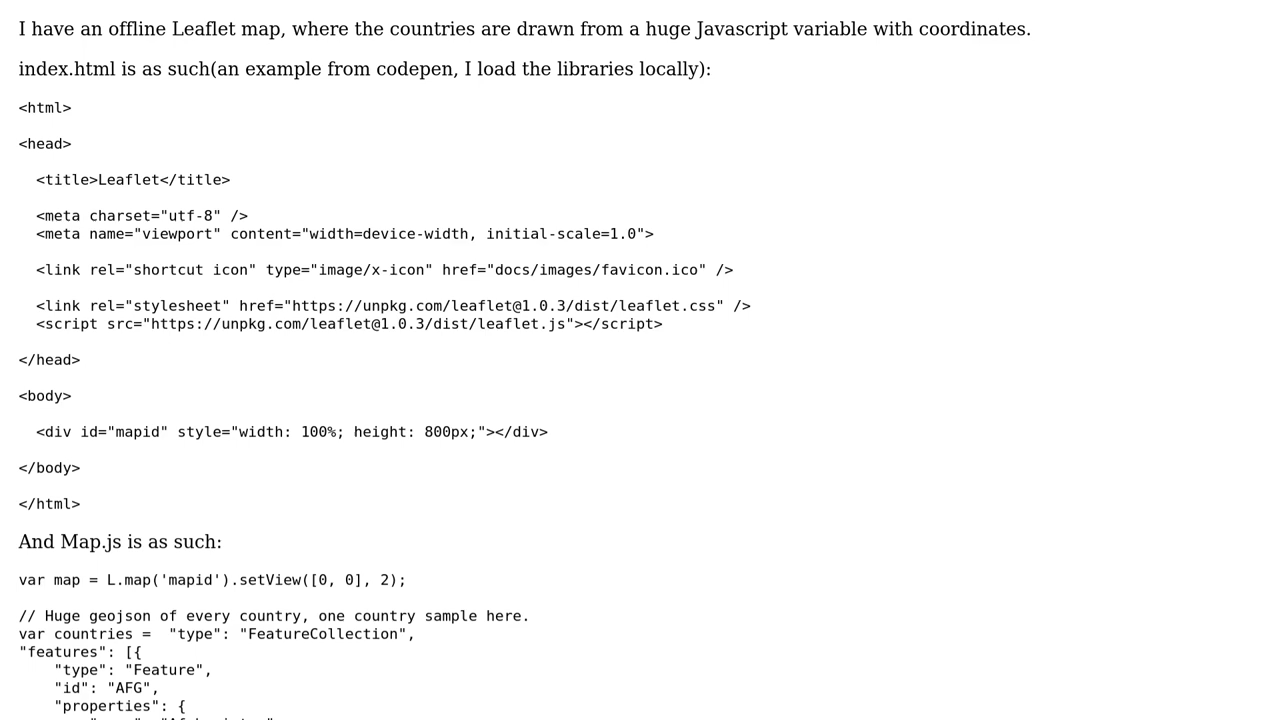 I have an offline Leaflet map, where the countries are drawn from a huge Javascript variable with coordinates.
index.html is as such(an example from codepen, I load the libraries locally):
<html>
<head>
  <title>Leaflet</title>
  <meta charset="utf-8" />
  <meta name="viewport" content="width=device-width, initial-scale=1.0">
  <link rel="shortcut icon" type="image/x-icon" href="docs/images/favicon.ico" />
  <link rel="stylesheet" href="https://unpkg.com/leaflet@1.0.3/dist/leaflet.css" />
  <script src="https://unpkg.com/leaflet@1.0.3/dist/leaflet.js"></script>
</head>
<body>
  <div id="mapid" style="width: 100%; height: 800px;"></div>
</body>
</html>
And Map.js is as such:
var map = L.map('mapid').setView([0, 0], 2);
// Huge geojson of every country, one country sample here.
var countries =  "type": "FeatureCollection",
"features": [{
    "type": "Feature",
    "id": "AFG",
    "properties": {